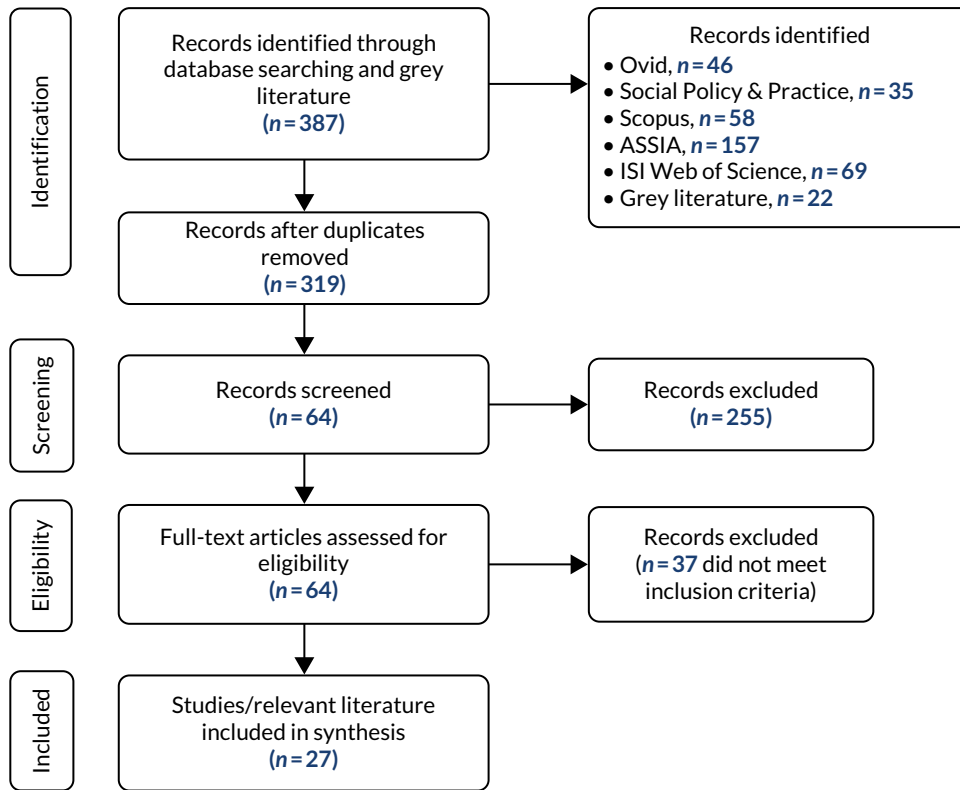 Identification
Records identified through
database searching and grey
literature
(n = 387)
Records identified
• Ovid, n = 46
• Social Policy & Practice, n = 35
• Scopus, n = 58
• ASSIA, n = 157
• ISI Web of Science, n = 69
• Grey literature, n = 22
Records after duplicates
removed
(n = 319)
Screening
Records screened
(n = 64)
Records excluded
(n = 255)
Eligibility
Full-text articles assessed for
eligibility
(n = 64)
Records excluded
(n = 37 did not meet
inclusion criteria)
Included
Studies/relevant literature
included in synthesis
(n = 27)